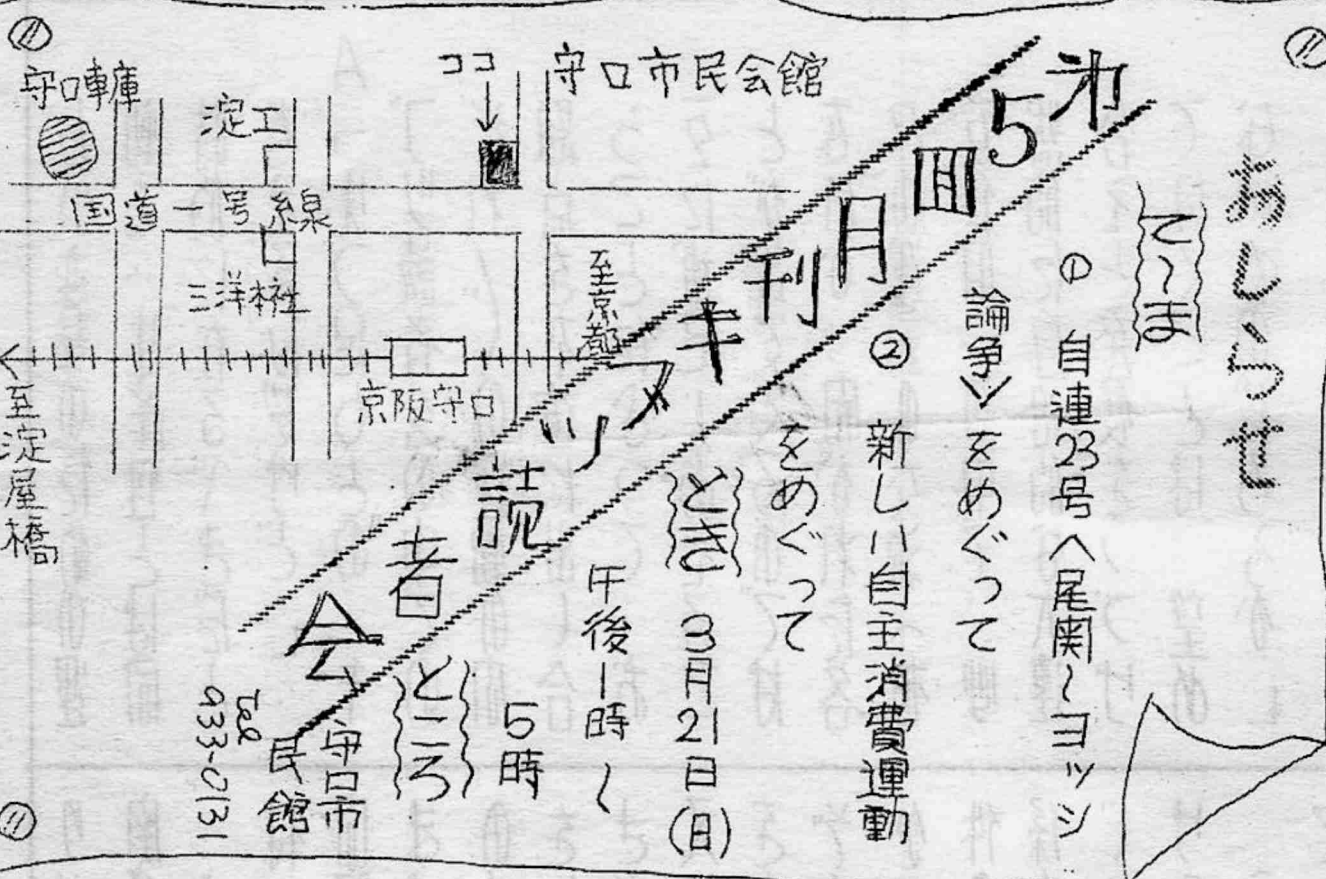 おしらせ
て〜ま
① 自連23号〈尾関〜ヨッシ
論争〉をめぐって
② 新しい自主消費運動
をめぐって
とき 3月21日(日)
午後1時〜
5時
ところ
守口市
民館
Tel 933-0131
オ5回月刊キブツ読者会
ココ
守口市民会館
守口車庫
淀工
国道一号線
三洋本社
京阪守口
至京都
至淀屋橋